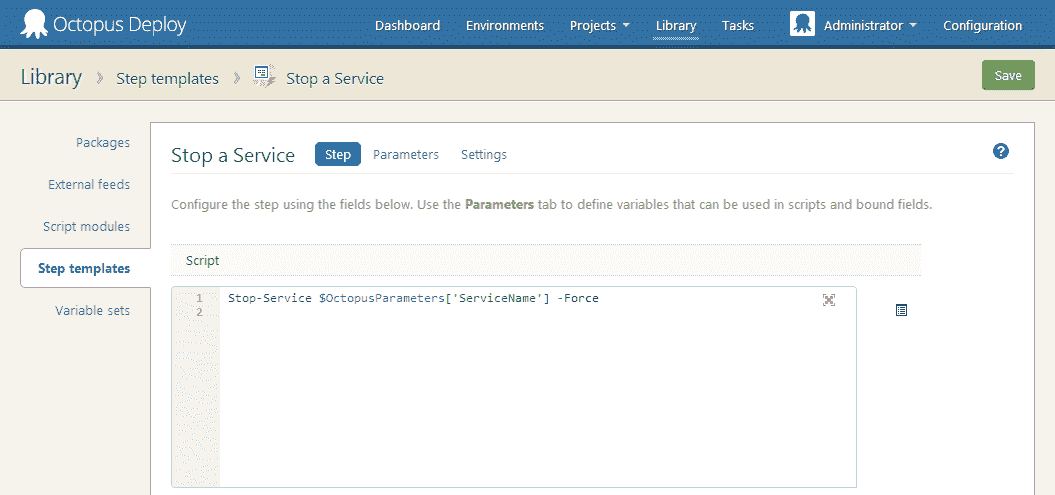 Octopus Deploy Dashboard Environments Projects Library Tasks Administrator Configuration
Library Step templates Stop a Service Save
Packages
External feeds
Script modules
Step templates
Variable sets
Stop a Service Step Parameters Settings ?
Configure the step using the fields below. Use the Parameters tab to define variables that can be used in scripts and bound fields.
Script
1 Stop-Service $OctopusParameters['ServiceName'] -Force
2